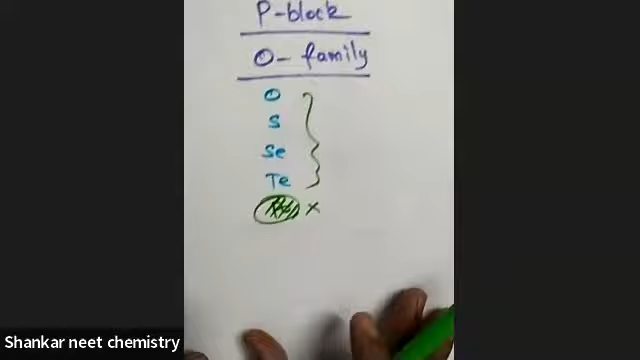 P-block
O- family
O
S
Se
Te
x
Shankar neet chemistry